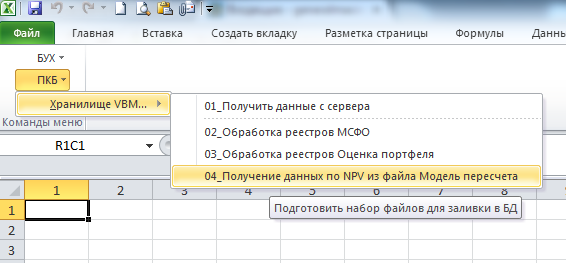 Файл Главная Вставка Создать вкладку Разметка страницы Формулы Данны
БУХ
ПКБ
Хранилище VBM...
Команды меню
01_Получить данные с сервера
02_Обработка реестров МСФО
03_Обработка реестров Оценка портфеля
04_Получение данных по NPV из файла Модель пересчета
Подготовить набор файлов для заливки в БД
R1C1
1 2 3 4 5 6 7 8 9
1
2
3